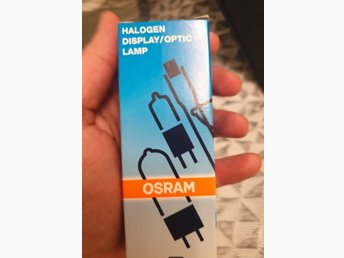 HALOGEN
DISPLAY/OPTIC
LAMP
OSRAM